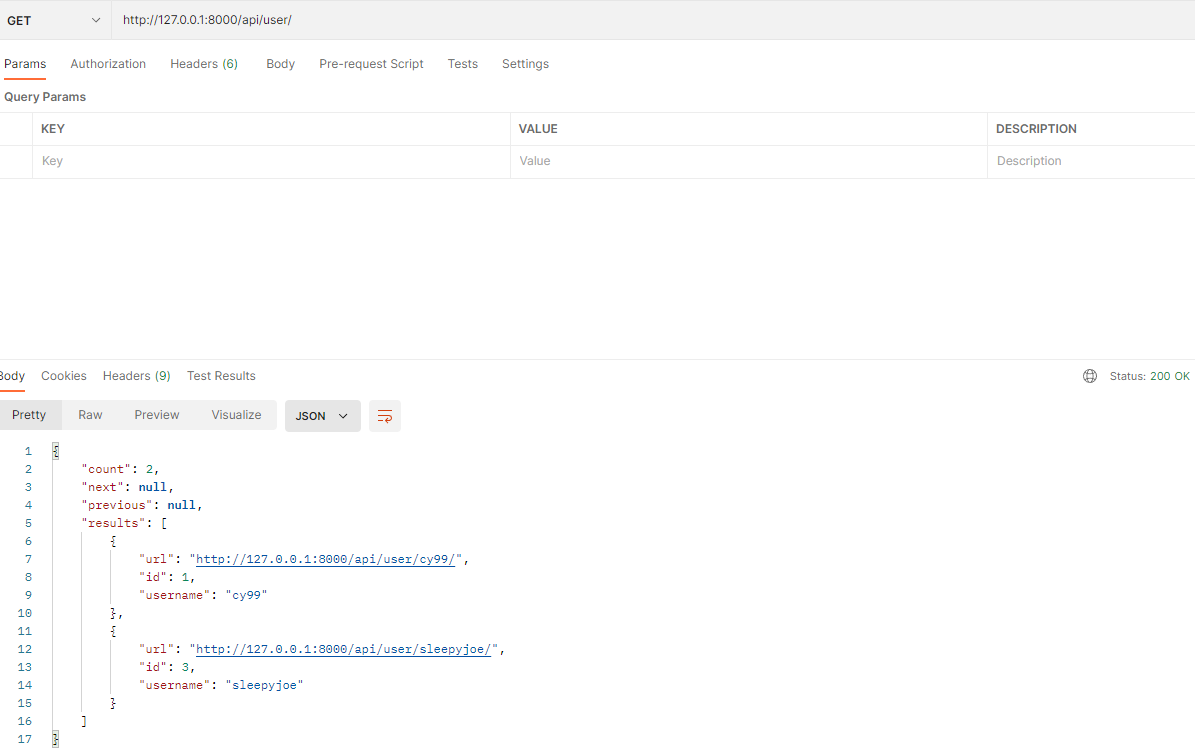 GET http://127.0.0.1:8000/api/user/
Params Authorization Headers (6) Body Pre-request Script Tests Settings
Query Params
KEY VALUE DESCRIPTION
Key Value Description
Body Cookies Headers (9) Test Results Status: 200 OK
Pretty Raw Preview Visualize JSON
1 {
2 "count": 2,
3 "next": null,
4 "previous": null,
5 "results": [
6 {
7 "url": "http://127.0.0.1:8000/api/user/cy99/",
8 "id": 1,
9 "username": "cy99"
10 },
11 {
12 "url": "http://127.0.0.1:8000/api/user/sleepyjoe/",
13 "id": 3,
14 "username": "sleepyjoe"
15 }
16 ]
17 }